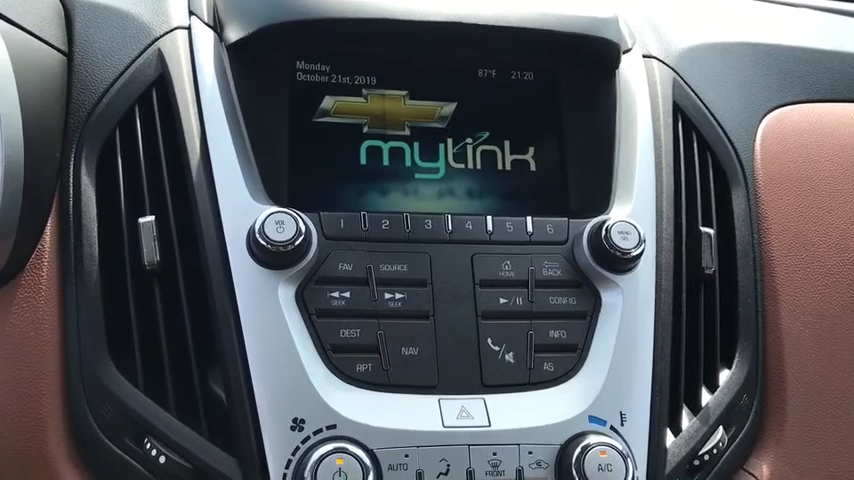 Monday
October 21st, 2019
87°F 21:20
mylink
VOL
1 2 3 4 5 6
MENU
SEL
FAV SOURCE
HOME BACK
SEEK SEEK
CONFIG
DEST NAV
INFO
RPT
AS
AUTO FRONT A/C